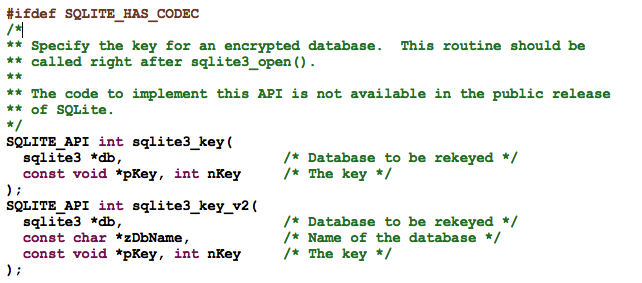 #ifdef SQLITE_HAS_CODEC
/*
** Specify the key for an encrypted database.  This routine should be
** called right after sqlite3_open().
**
** The code to implement this API is not available in the public release
** of SQLite.
*/
SQLITE_API int sqlite3_key(
  sqlite3 *db,                   /* Database to be rekeyed */
  const void *pKey, int nKey     /* The key */
);
SQLITE_API int sqlite3_key_v2(
  sqlite3 *db,                   /* Database to be rekeyed */
  const char *zDbName,           /* Name of the database */
  const void *pKey, int nKey     /* The key */
);